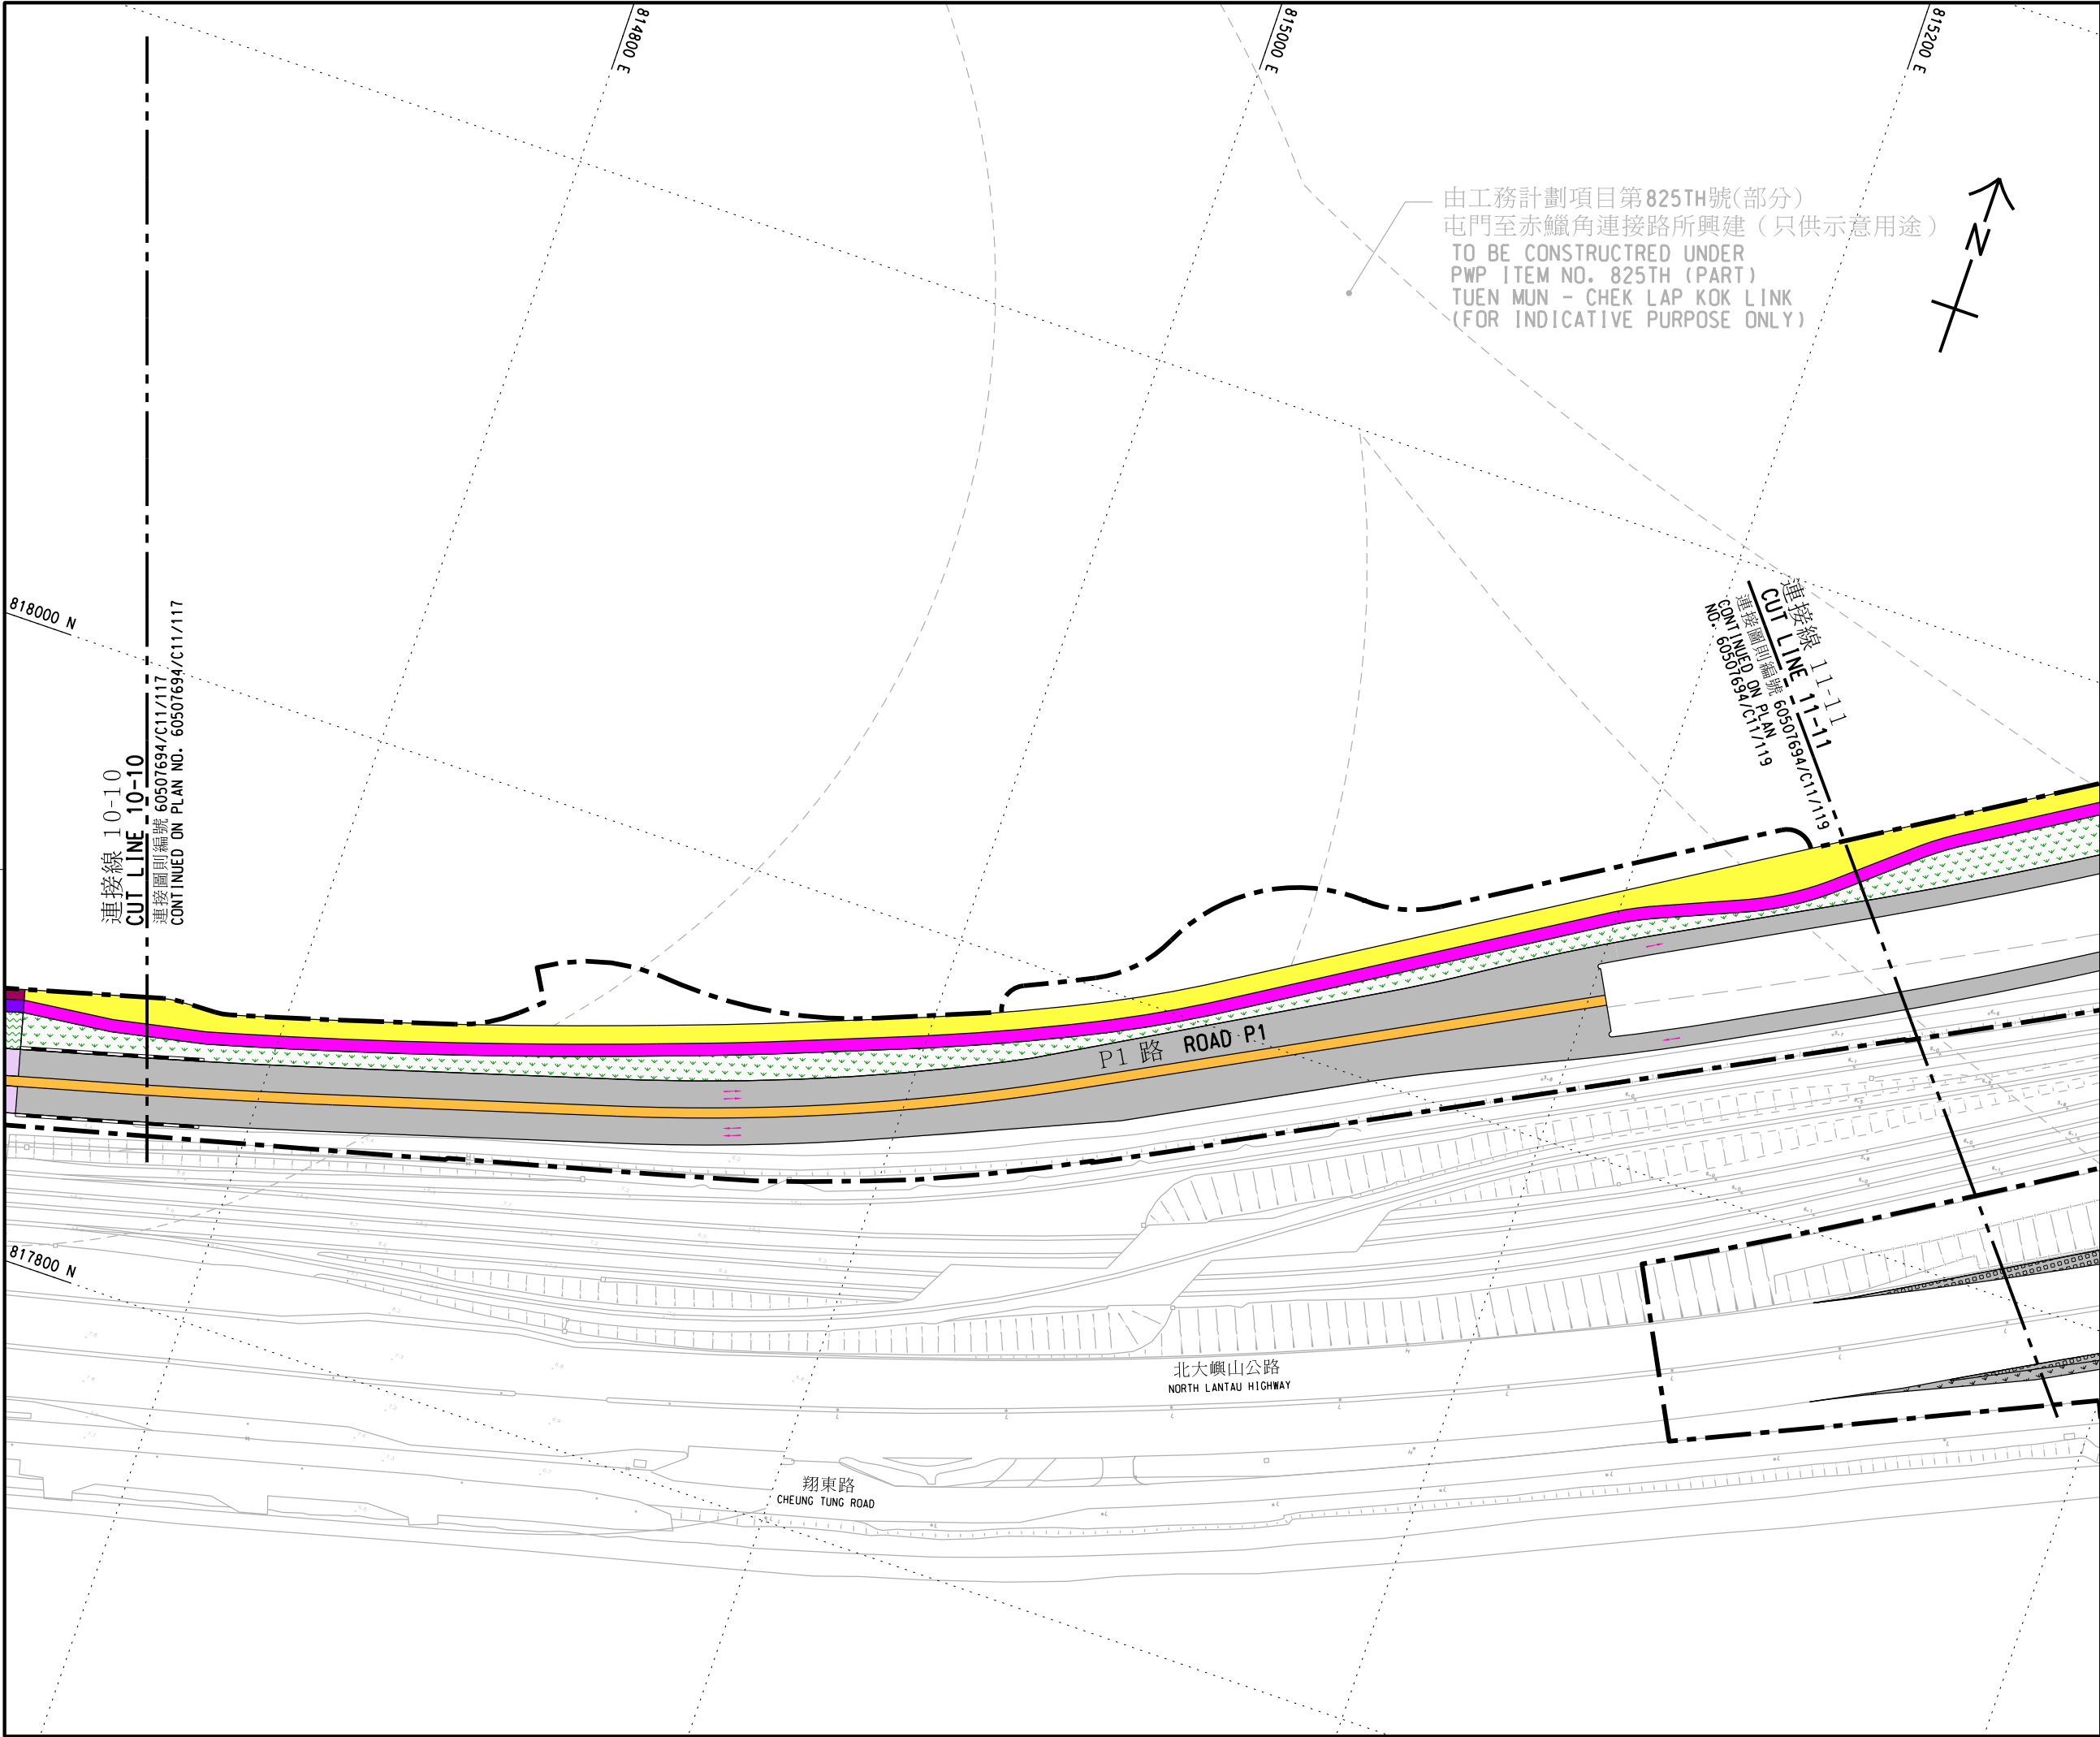 814800 E
815000 E
815200 E
由工務計劃項目第825TH號(部分)
屯門至赤鱲角連接路所興建（只供示意用途）
TO BE CONSTRUCTRED UNDER
PWP ITEM NO. 825TH (PART)
TUEN MUN - CHEK LAP KOK LINK
(FOR INDICATIVE PURPOSE ONLY)
N
818000 N
連接線 10-10
CUT LINE 10-10
連接圖則編號 60507694/C11/117
CONTINUED ON PLAN NO. 60507694/C11/117
連接線 11-11
CUT LINE 11-11
連接圖則編號 60507694/C11/119
CONTINUED ON PLAN
NO. 60507694/C11/119
P1 路 ROAD P1
817800 N
北大嶼山公路
NORTH LANTAU HIGHWAY
翔東路
CHEUNG TUNG ROAD